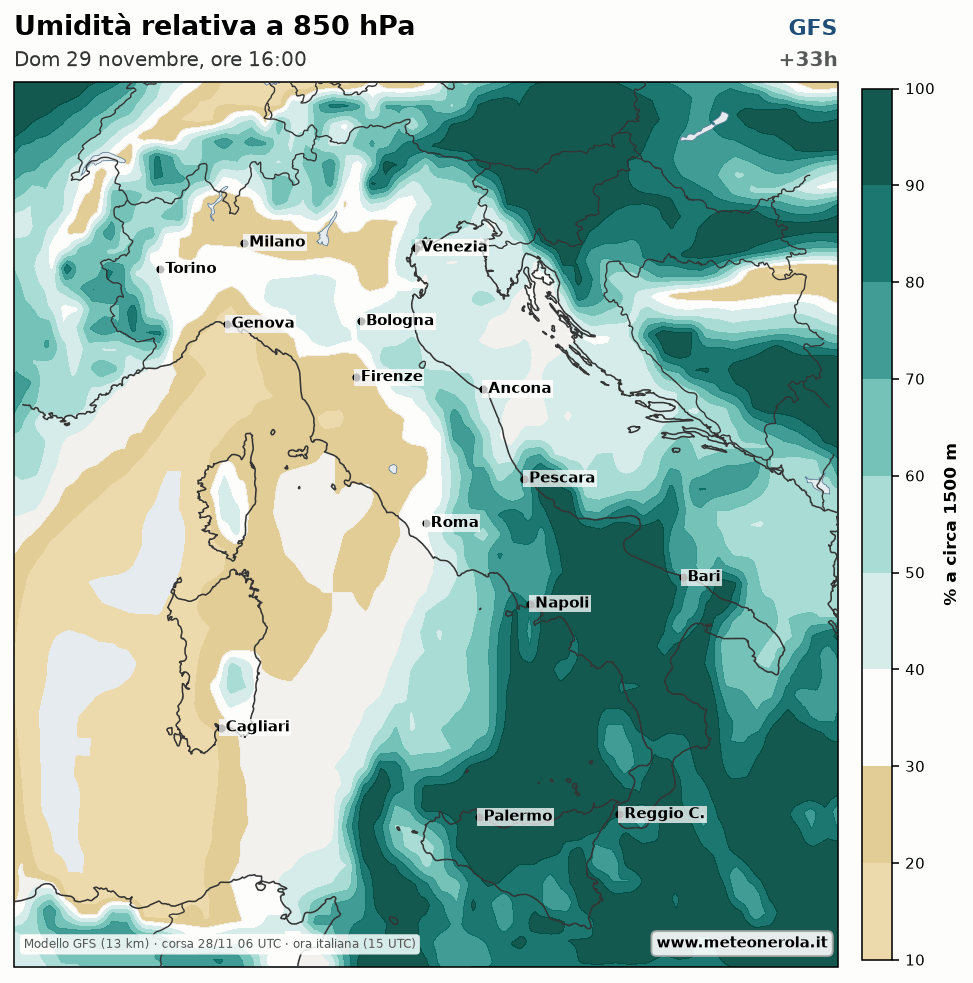 Umidità relativa a 850 hPa
GFS
Dom 29 novembre, ore 16:00
+33h
Milano
Venezia
Torino
Genova
Bologna
Firenze
Ancona
Pescara
Roma
Bari
Napoli
Cagliari
Palermo
Reggio C.
100
90
80
70
60
50
40
30
20
10
% a circa 1500 m
Modello GFS (13 km) · corsa 28/11 06 UTC · ora italiana (15 UTC)
www.meteonerola.it